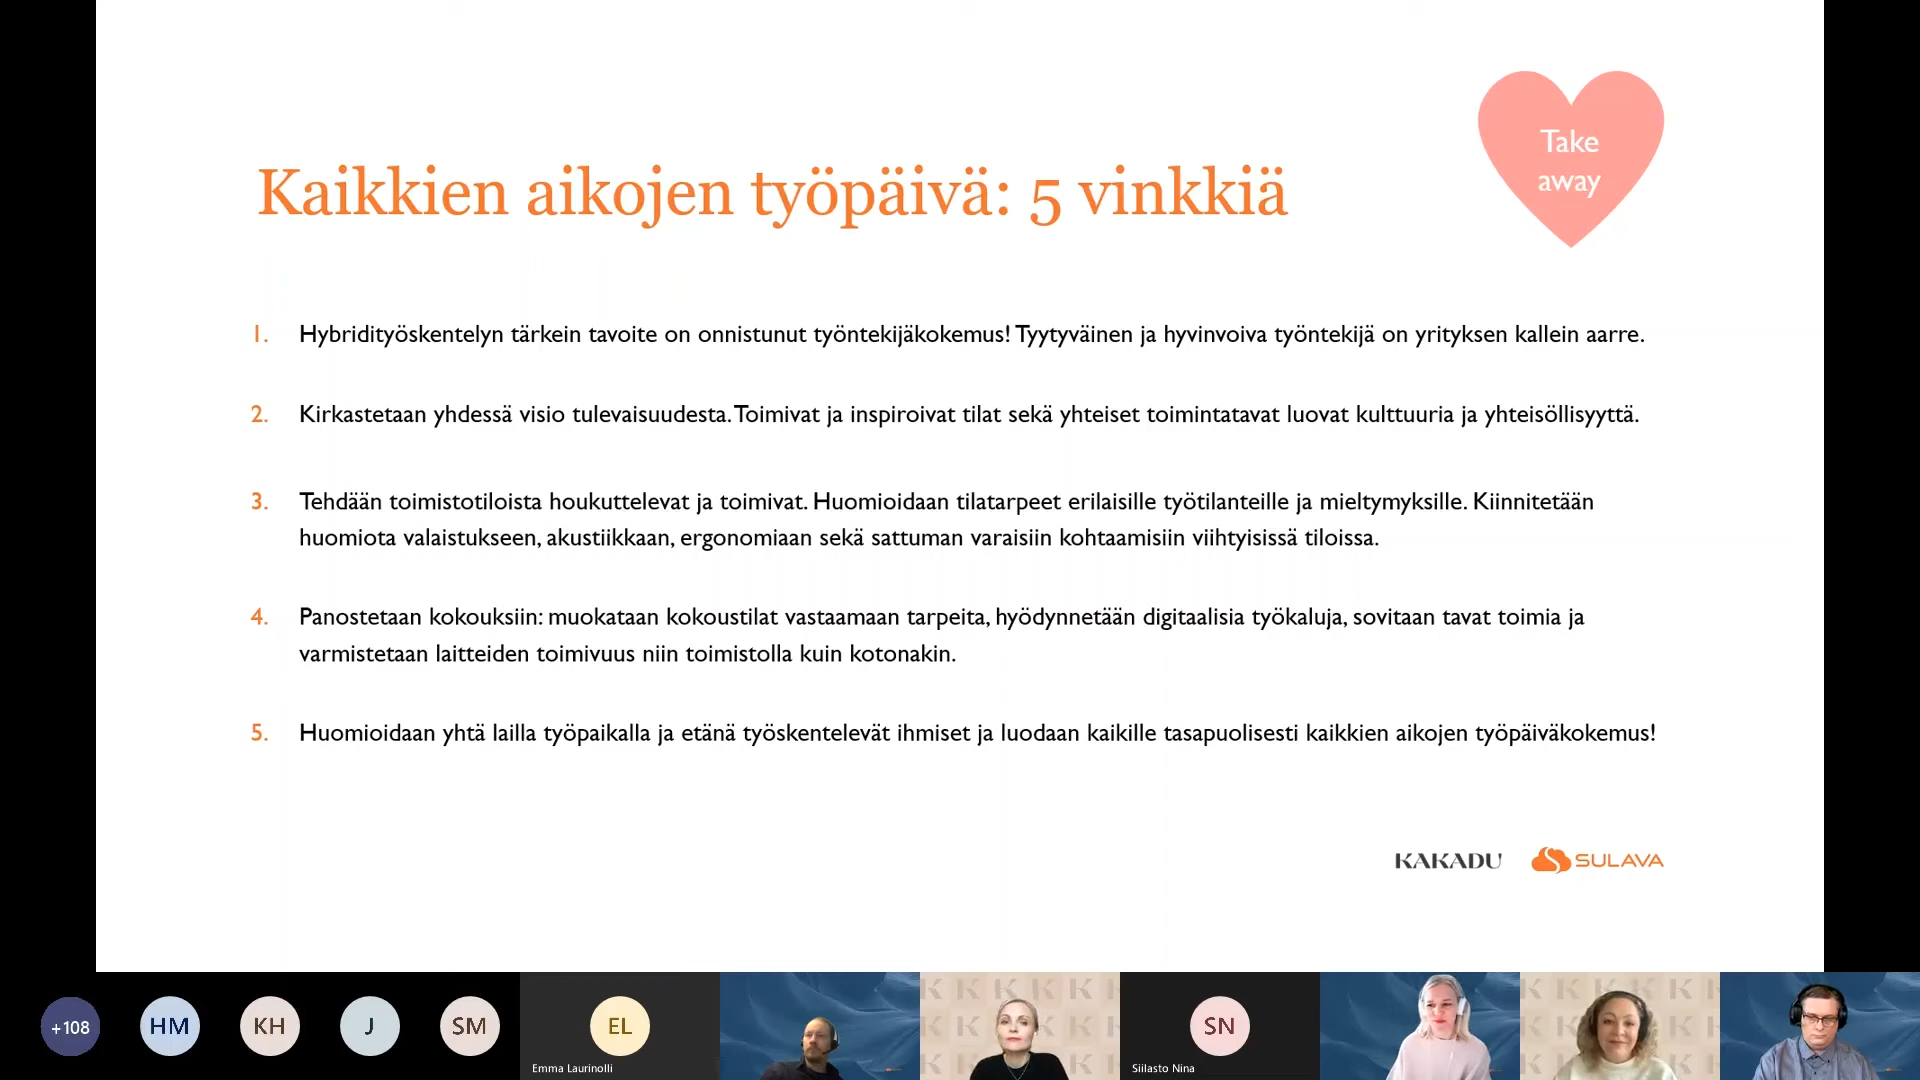 Take
away
Kaikkien aikojen työpäivä: 5 vinkkiä
1. Hybridityöskentelyn tärkein tavoite on onnistunut työntekijäkokemus! Tyytyväinen ja hyvinvoiva työntekijä on yrityksen kallein aarre.
2. Kirkastetaan yhdessä visio tulevaisuudesta. Toimivat ja inspiroivat tilat sekä yhteiset toimintatavat luovat kulttuuria ja yhteisöllisyyttä.
3. Tehdään toimistotiloista houkuttelevat ja toimivat. Huomioidaan tilatarpeet erilaisille työtilanteille ja mieltymyksille. Kiinnitetään
huomiota valaistukseen, akustiikkaan, ergonomiaan sekä sattuman varaisiin kohtaamisiin viihtyisissä tiloissa.
4. Panostetaan kokouksiin: muokataan kokoustilat vastaamaan tarpeita, hyödynnetään digitaalisia työkaluja, sovitaan tavat toimia ja
varmistetaan laitteiden toimivuus niin toimistolla kuin kotonakin.
5. Huomioidaan yhtä lailla työpaikalla ja etänä työskentelevät ihmiset ja luodaan kaikille tasapuolisesti kaikkien aikojen työpäiväkokemus!
KAKADU SULAVA
+108 HM KH J SM EL SN
Emma Laurinolli Siilasto Nina